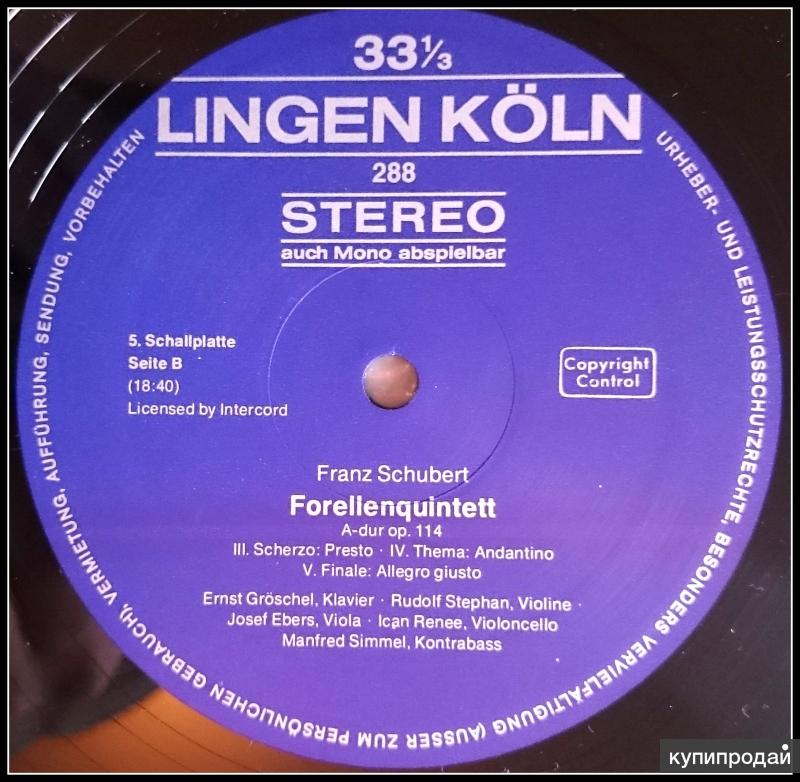 33⅓
LINGEN KÖLN
288
STEREO
auch Mono abspielbar
5. Schallplatte
Seite B
(18:40)
Licensed by Intercord
Copyright
Control
Franz Schubert
Forellenquintett
A-dur op. 114
III. Scherzo: Presto · IV. Thema: Andantino
V. Finale: Allegro giusto
Ernst Gröschel, Klavier · Rudolf Stephan, Violine ·
Josef Ebers, Viola · Ican Renee, Violoncello
Manfred Simmel, Kontrabass
URHEBER- UND LEISTUNGSSCHUTZRECHTE, BESONDERS VERVIELFÄLTIGUNG (AUSSER ZUM PERSÖNLICHEN GEBRAUCH), VERMIETUNG, AUFFÜHRUNG, SENDUNG, VORBEHALTEN
купипродай